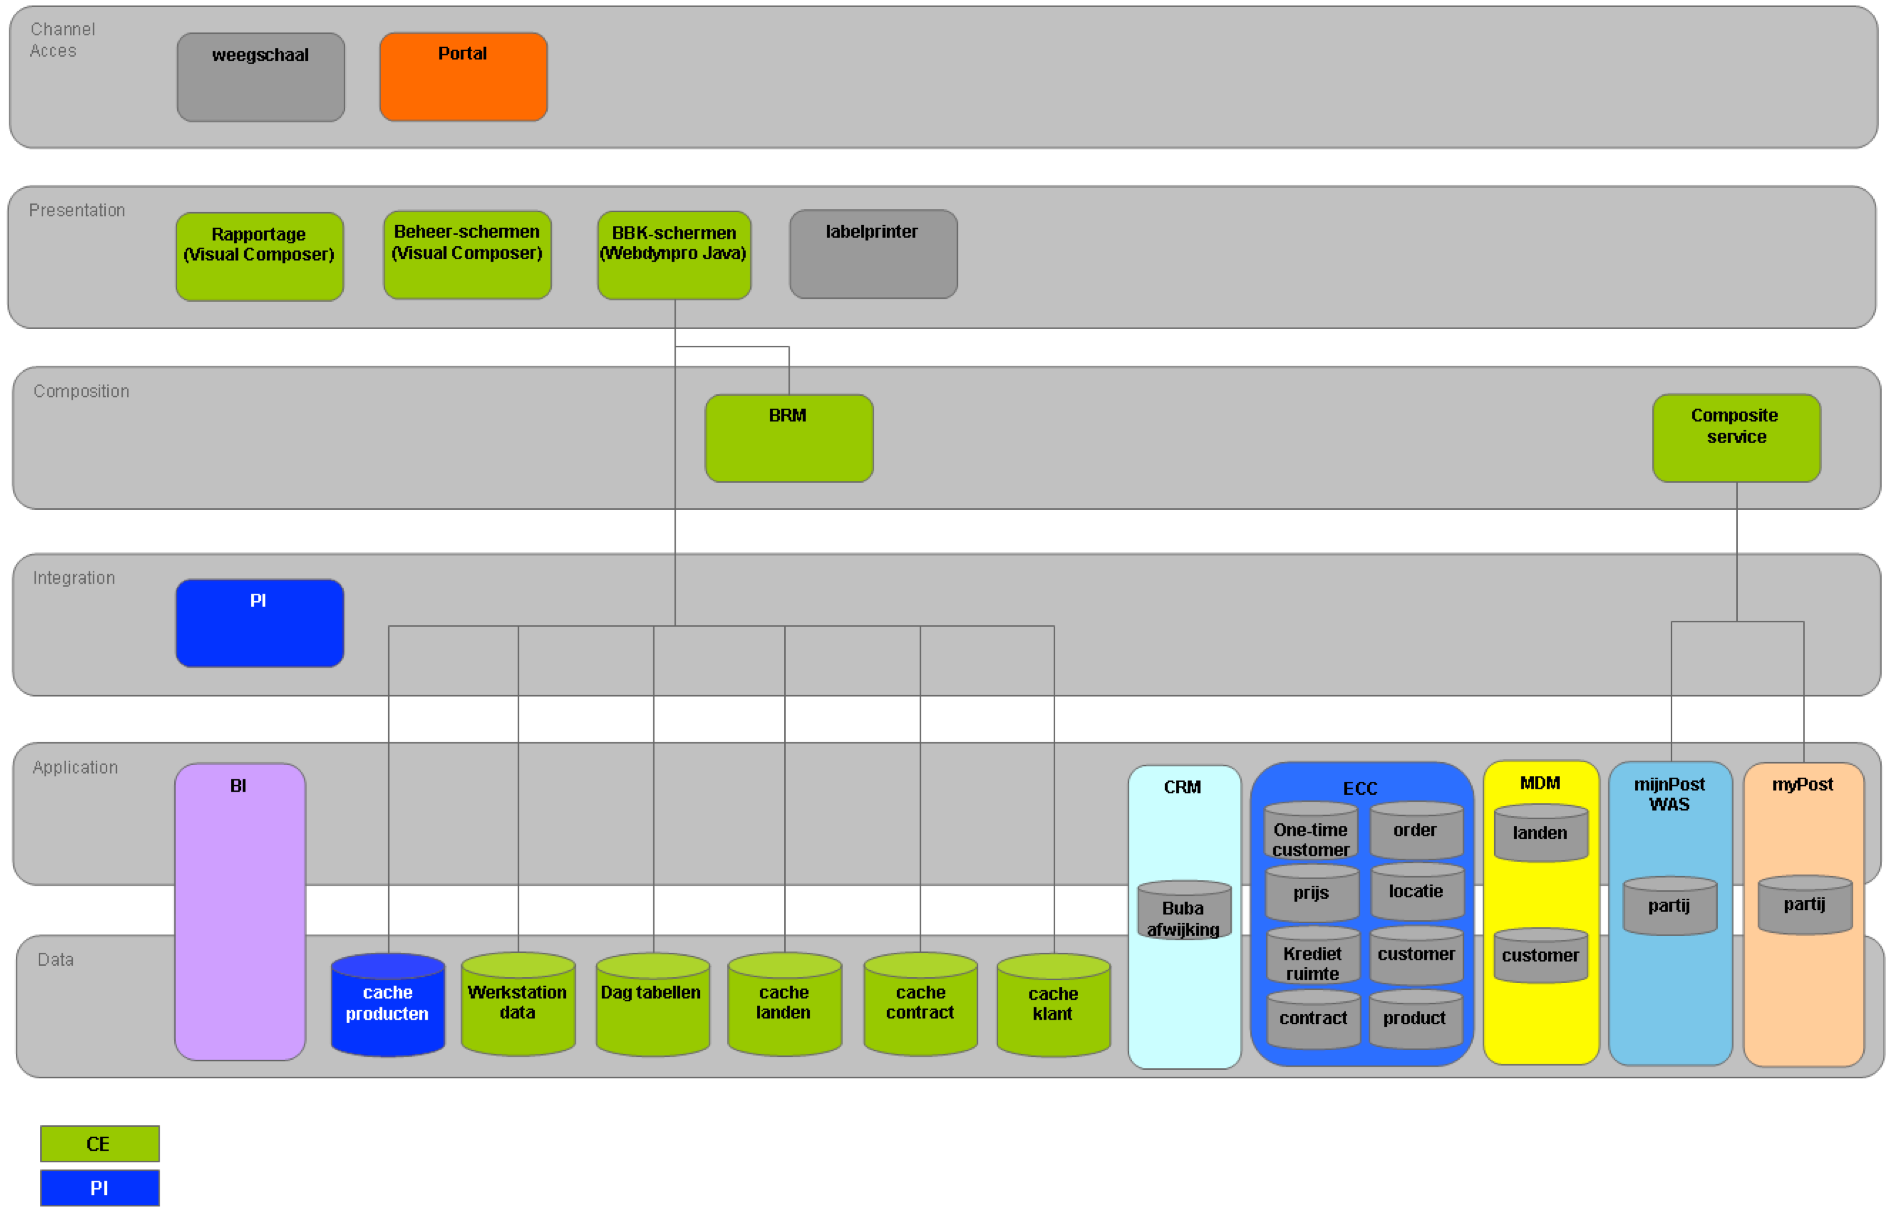 Channel
Acces
weegschaal
Portal
Presentation
Rapportage
(Visual Composer)
Beheer-schermen
(Visual Composer)
BBK-schermen
(Webdynpro Java)
labelprinter
Composition
BRM
Composite
service
Integration
PI
Application
BI
CRM
Buba
afwijking
ECC
One-time
customer
order
prijs
locatie
Krediet
ruimte
customer
contract
product
MDM
landen
customer
mijnPost
WAS
partij
myPost
partij
Data
cache
producten
Werkstation
data
Dag tabellen
cache
landen
cache
contract
cache
klant
CE
PI